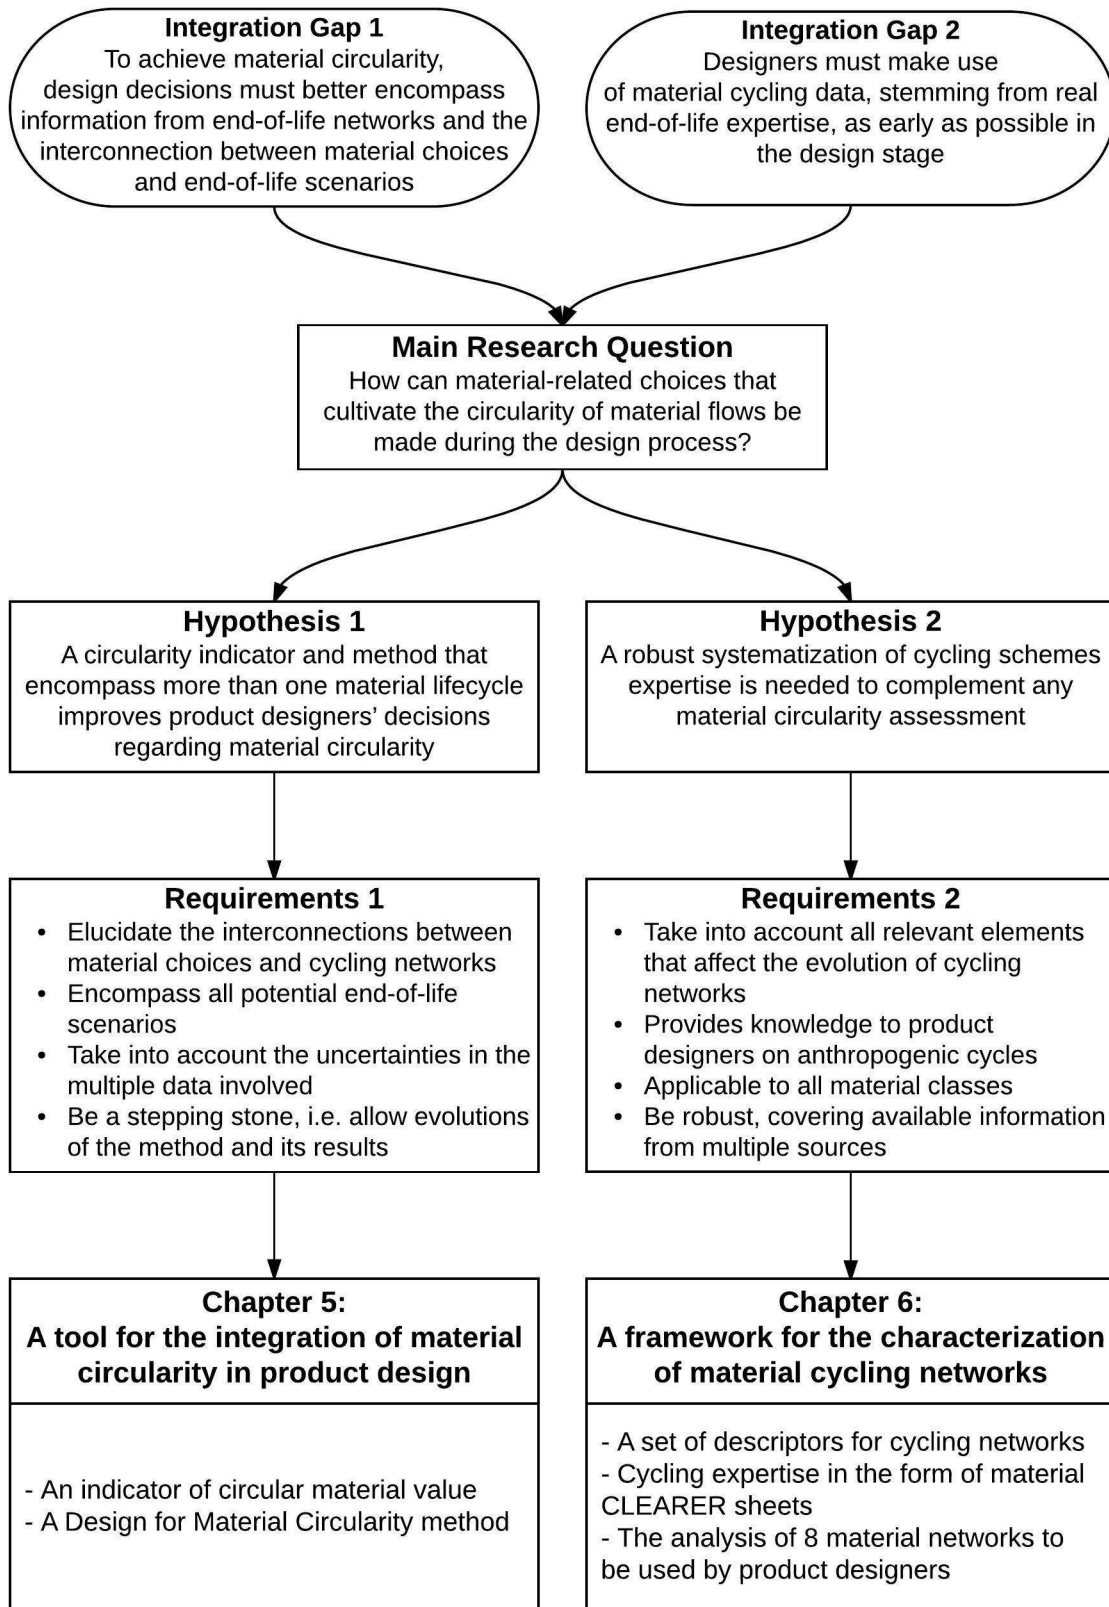 Integration Gap 1
To achieve material circularity,
design decisions must better encompass
information from end-of-life networks and the
interconnection between material choices
and end-of-life scenarios
Integration Gap 2
Designers must make use
of material cycling data, stemming from real
end-of-life expertise, as early as possible in
the design stage
Main Research Question
How can material-related choices that
cultivate the circularity of material flows be
made during the design process?
Hypothesis 1
A circularity indicator and method that
encompass more than one material lifecycle
improves product designers’ decisions
regarding material circularity
Hypothesis 2
A robust systematization of cycling schemes
expertise is needed to complement any
material circularity assessment
Requirements 1
• Elucidate the interconnections between
material choices and cycling networks
• Encompass all potential end-of-life
scenarios
• Take into account the uncertainties in the
multiple data involved
• Be a stepping stone, i.e. allow evolutions
of the method and its results
Requirements 2
• Take into account all relevant elements
that affect the evolution of cycling
networks
• Provides knowledge to product
designers on anthropogenic cycles
• Applicable to all material classes
• Be robust, covering available information
from multiple sources
Chapter 5:
A tool for the integration of material
circularity in product design
- An indicator of circular material value
- A Design for Material Circularity method
Chapter 6:
A framework for the characterization
of material cycling networks
- A set of descriptors for cycling networks
- Cycling expertise in the form of material
CLEARER sheets
- The analysis of 8 material networks to
be used by product designers